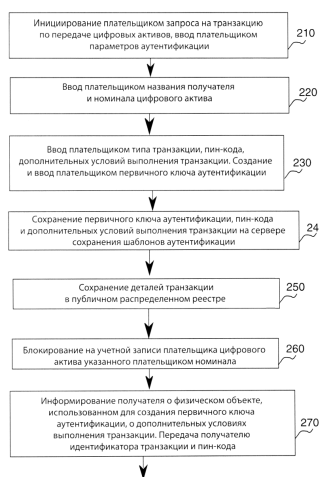 Инициирование плательщиком запроса на транзакцию
по передаче цифровых активов, ввод плательщиком
параметров аутентификации
210
Ввод плательщиком названия получателя
и номинала цифрового актива
220
Ввод плательщиком типа транзакции, пин-кода,
дополнительных условий выполнения транзакции. Создание
и ввод плательщиком первичного ключа аутентификации
230
Сохранение первичного ключа аутентификации, пин-кода
и дополнительных условий выполнения транзакции на сервере
сохранения шаблонов аутентификации
24
Сохранение деталей транзакции
в публичном распределенном реестре
250
Блокирование на учетной записи плательщика цифрового
актива указанного плательщиком номинала
260
Информирование получателя о физическом объекте,
использованном для создания первичного ключа
аутентификации, о дополнительных условиях
выполнения транзакции. Передача получателю
идентификатора транзакции и пин-кода
270